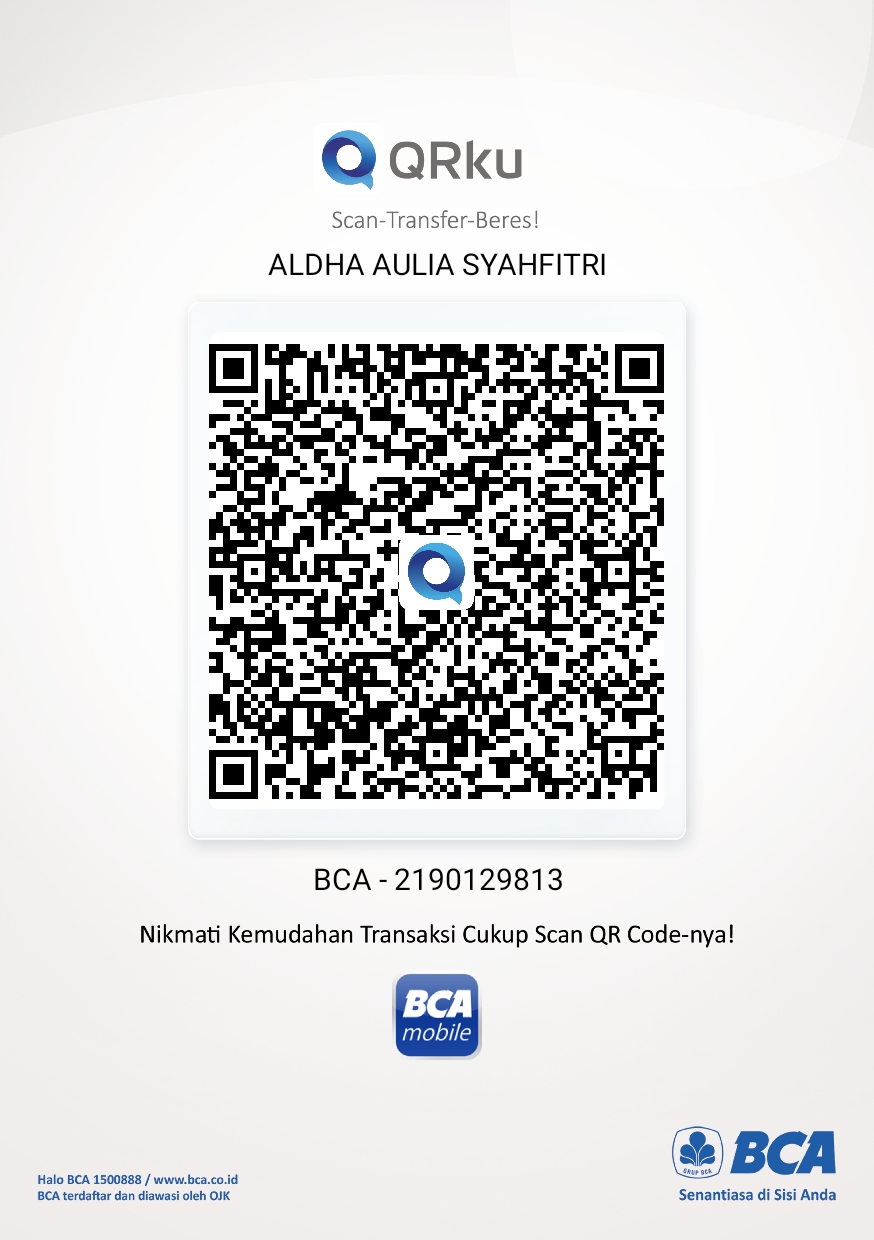 QRku
Scan-Transfer-Beres!
ALDHA AULIA SYAHFITRI
BCA - 2190129813
Nikmati Kemudahan Transaksi Cukup Scan QR Code-nya!
BCA
mobile
GRUP BCA
BCA
Senantiasa di Sisi Anda
Halo BCA 1500888 / www.bca.co.id
BCA terdaftar dan diawasi oleh OJK